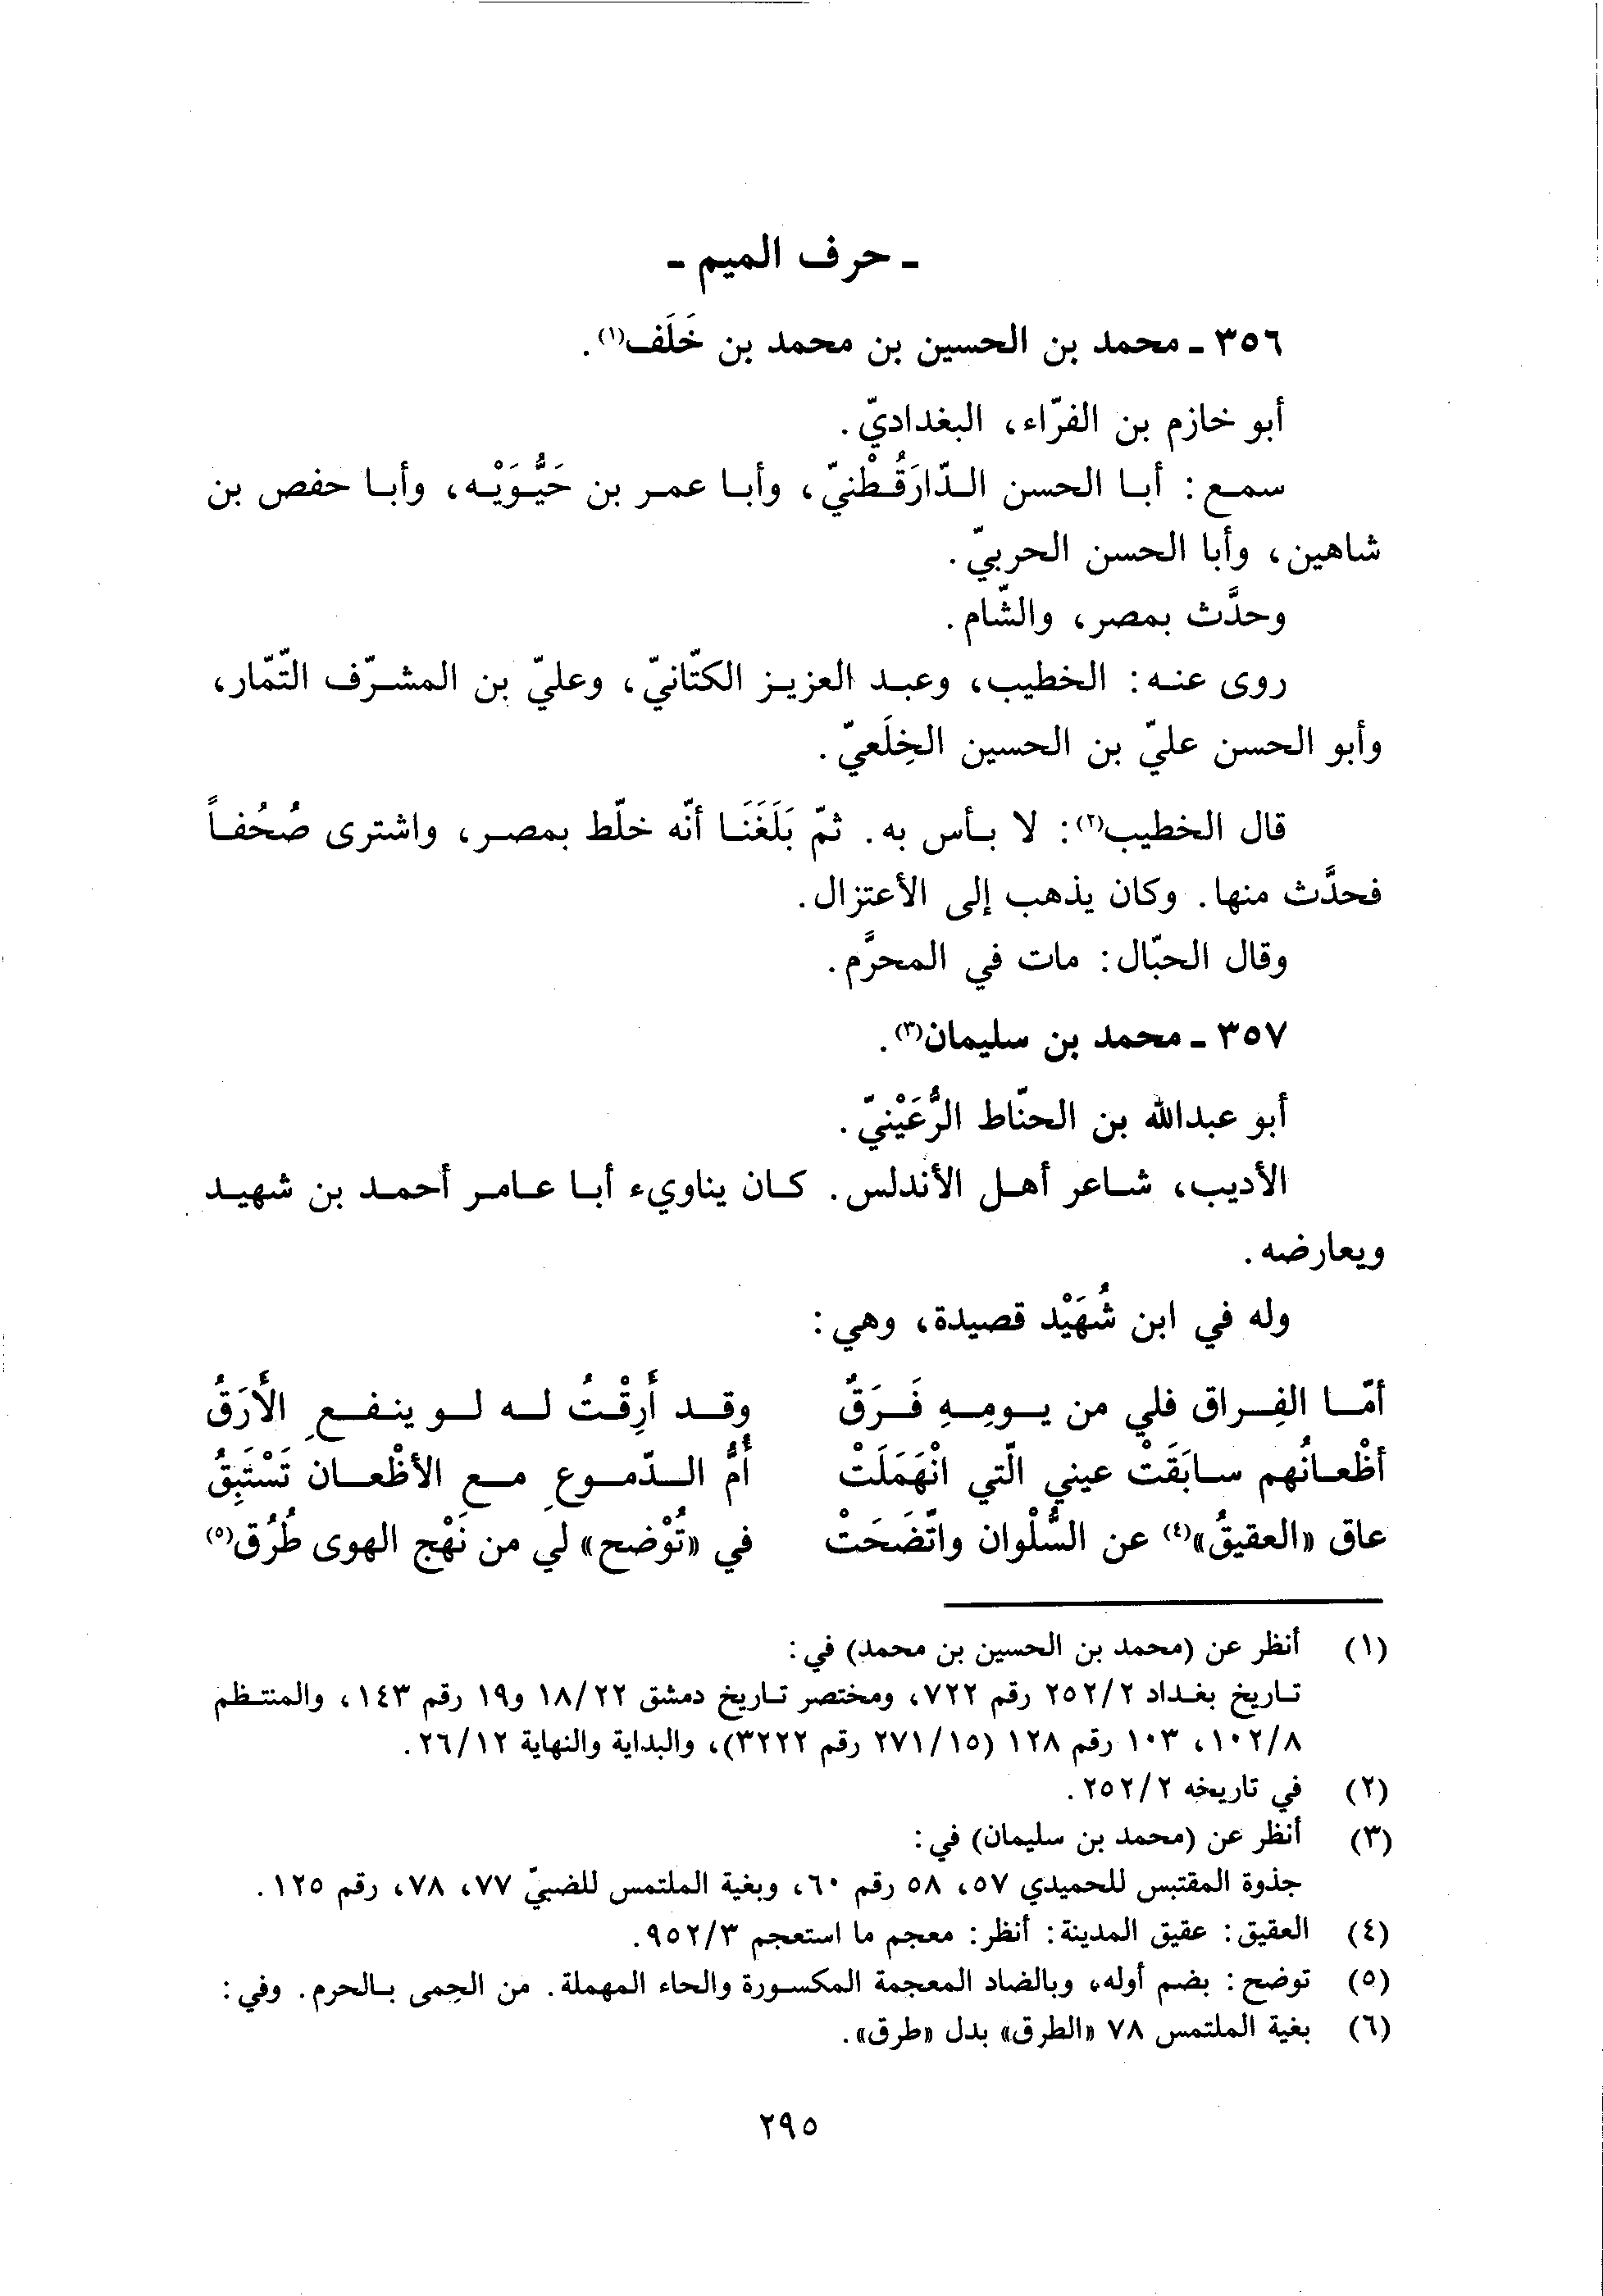 ـ حرف الميم ـ
٣٥٦ ـ محمد بن الحسين بن محمد بن خَلَف(١).
أبو خازم بن الفرّاء، البغداديّ.
سمع: أبا الحسن الدّارَقُطْنيّ، وأبا عمر بن حَيُّوَيْه، وأبا حفص بن
شاهين، وأبا الحسن الحربيّ.
وحدَّث بمصر، والشّام.
روى عنه: الخطيب، وعبد العزيز الكتّانيّ، وعليّ بن المشرّف التّمّار،
وأبو الحسن عليّ بن الحسين الخِلَعيّ.
قال الخطيب(٢): لا بأس به. ثمّ بَلَغَنَا أنّه خلّط بمصر، واشترى صُحُفاً
فحدَّث منها. وكان يذهب إلى الأعتزال.
وقال الحبّال: مات في المحرَّم.
٣٥٧ ـ محمد بن سليمان(٣).
أبو عبدالله بن الحنّاط الرُّعَيْنيّ.
الأديب، شاعر أهل الأندلس. كان يناويء أبا عامر أحمد بن شهيد
ويعارضه.
وله في ابن شُهَيْد قصيدة، وهي:
أمّا الفِراق فلي من يومِهِ فَرَقٌ وقد أَرِقْتُ له لو ينفعِ الأَرَقُ
أظْعانُهم سابَقَتْ عيني الّتي انْهَمَلَتْ أمُّ الدّموعِ مع الأظْعان تَسْتَبِقُ
عاق «العقيقُ»(٤) عن السُّلْوان واتّضَحَتْ في «تُوْضح» لي من نَهْج الهوى طُرُق(٥)
(١) أنظر عن (محمد بن الحسين بن محمد) في:
تاريخ بغداد ٢/ ٢٥٢ رقم ٧٢٢، ومختصر تاريخ دمشق ٢٢/ ١٨ و١٩ رقم ١٤٣، والمنتظم
٨/ ١٠٢، ١٠٣ رقم ١٢٨ (١٥/ ٢٧١ رقم ٣٢٢٢)، والبداية والنهاية ١٢/ ٢٦.
(٢) في تاريخه ٢/ ٢٥٢.
(٣) أنظر عن (محمد بن سليمان) في:
جذوة المقتبس للحميدي ٥٧، ٥٨ رقم ٦٠، وبغية الملتمس للضبيّ ٧٧، ٧٨، رقم ١٢٥.
(٤) العقيق: عقيق المدينة: أنظر: معجم ما استعجم ٣/ ٩٥٢.
(٥) توضح: بضم أوله، وبالضاد المعجمة المكسورة والحاء المهملة. من الحِمى بالحرم. وفي:
(٦) بغية الملتمس ٧٨ «الطرق» بدل «طرق».
٢٩٥